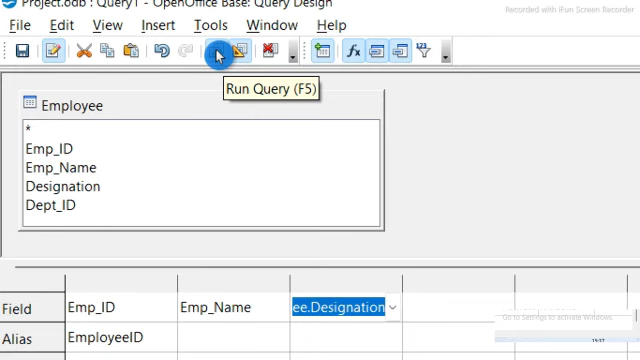 Project.odb : Query1 - OpenOffice Base: Query Design
Recorded with iFun Screen Recorder
File Edit View Insert Tools Window Help
Run Query (F5)
Employee
*
Emp_ID
Emp_Name
Designation
Dept_ID
Field Emp_ID Emp_Name ee.Designation
Go to Settings to activate Windows.
Alias EmployeeID
15:17